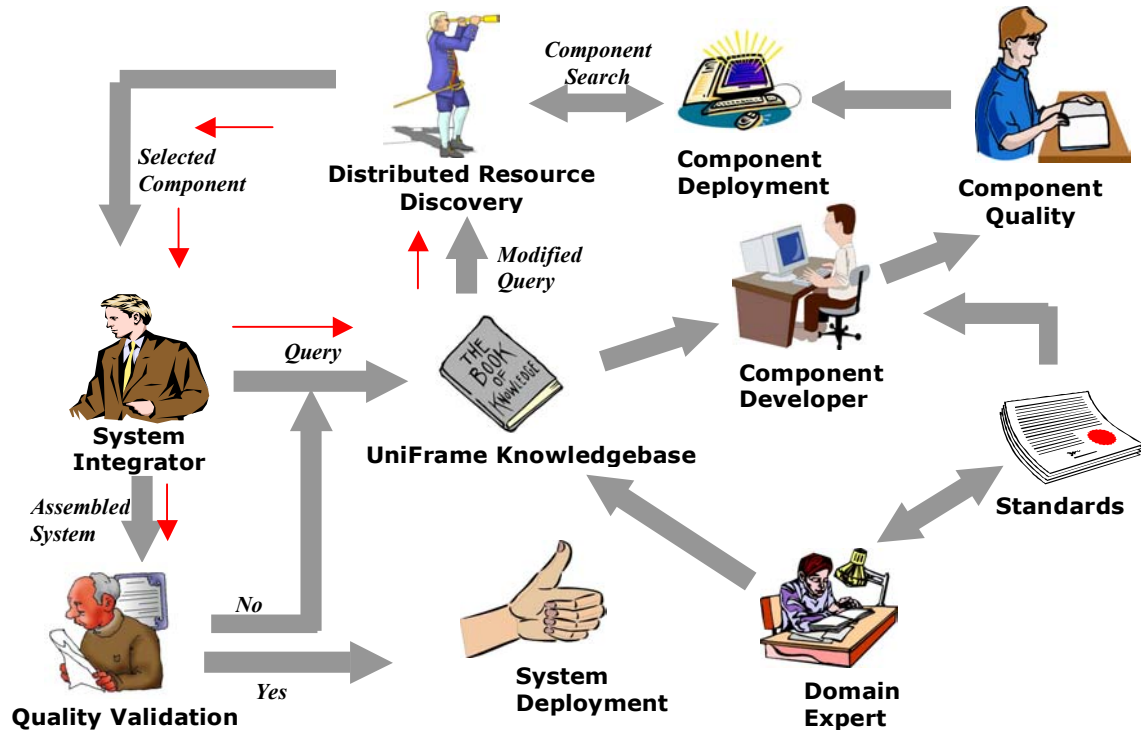 Component
Search
Selected
Component
Distributed Resource
Discovery
Component
Deployment
Component
Quality
Modified
Query
Query
THE
BOOK
OF
KNOWLEDGE
Component
Developer
System
Integrator
UniFrame Knowledgebase
Standards
Assembled
System
No
Yes
System
Deployment
Quality Validation
Domain
Expert